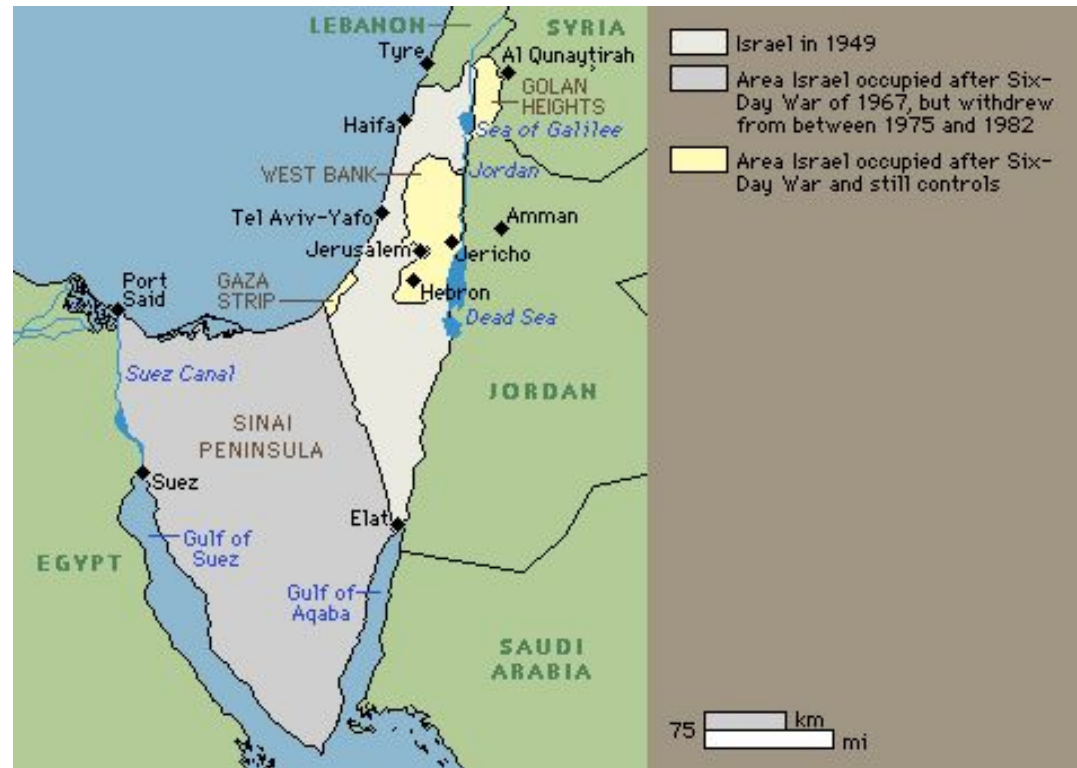 LEBANON
SYRIA
Tyre
Al Qunayṭirah
GOLAN
HEIGHTS
Haifa
Sea of Galilee
WEST BANK
Jordan
Tel Aviv-Yafo
Amman
Jerusalem
Jericho
Port
Said
GAZA
STRIP
Hebron
Dead Sea
Suez Canal
JORDAN
SINAI
PENINSULA
Suez
Elat
Gulf of
Suez
EGYPT
Gulf of
Aqaba
SAUDI
ARABIA
Israel in 1949
Area Israel occupied after Six-
Day War of 1967, but withdrew
from between 1975 and 1982
Area Israel occupied after Six-
Day War and still controls
75 km
mi